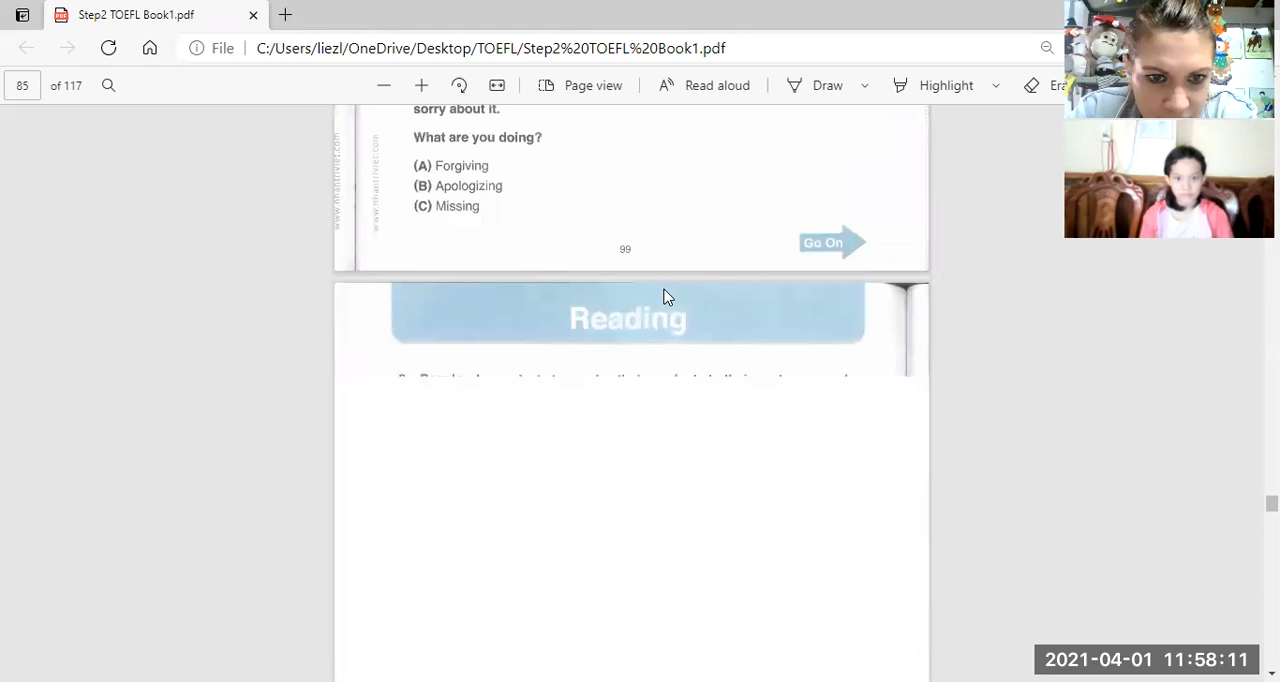 Step2 TOEFL Book1.pdf
File
C:/Users/liezl/OneDrive/Desktop/TOEFL/Step2%20TOEFL%20Book1.pdf
85 of 117
Page view
Read aloud
Draw
Highlight
sorry about it.
What are you doing?
(A) Forgiving
(B) Apologizing
(C) Missing
99
Go On
Reading
2021-04-01 11:58:11